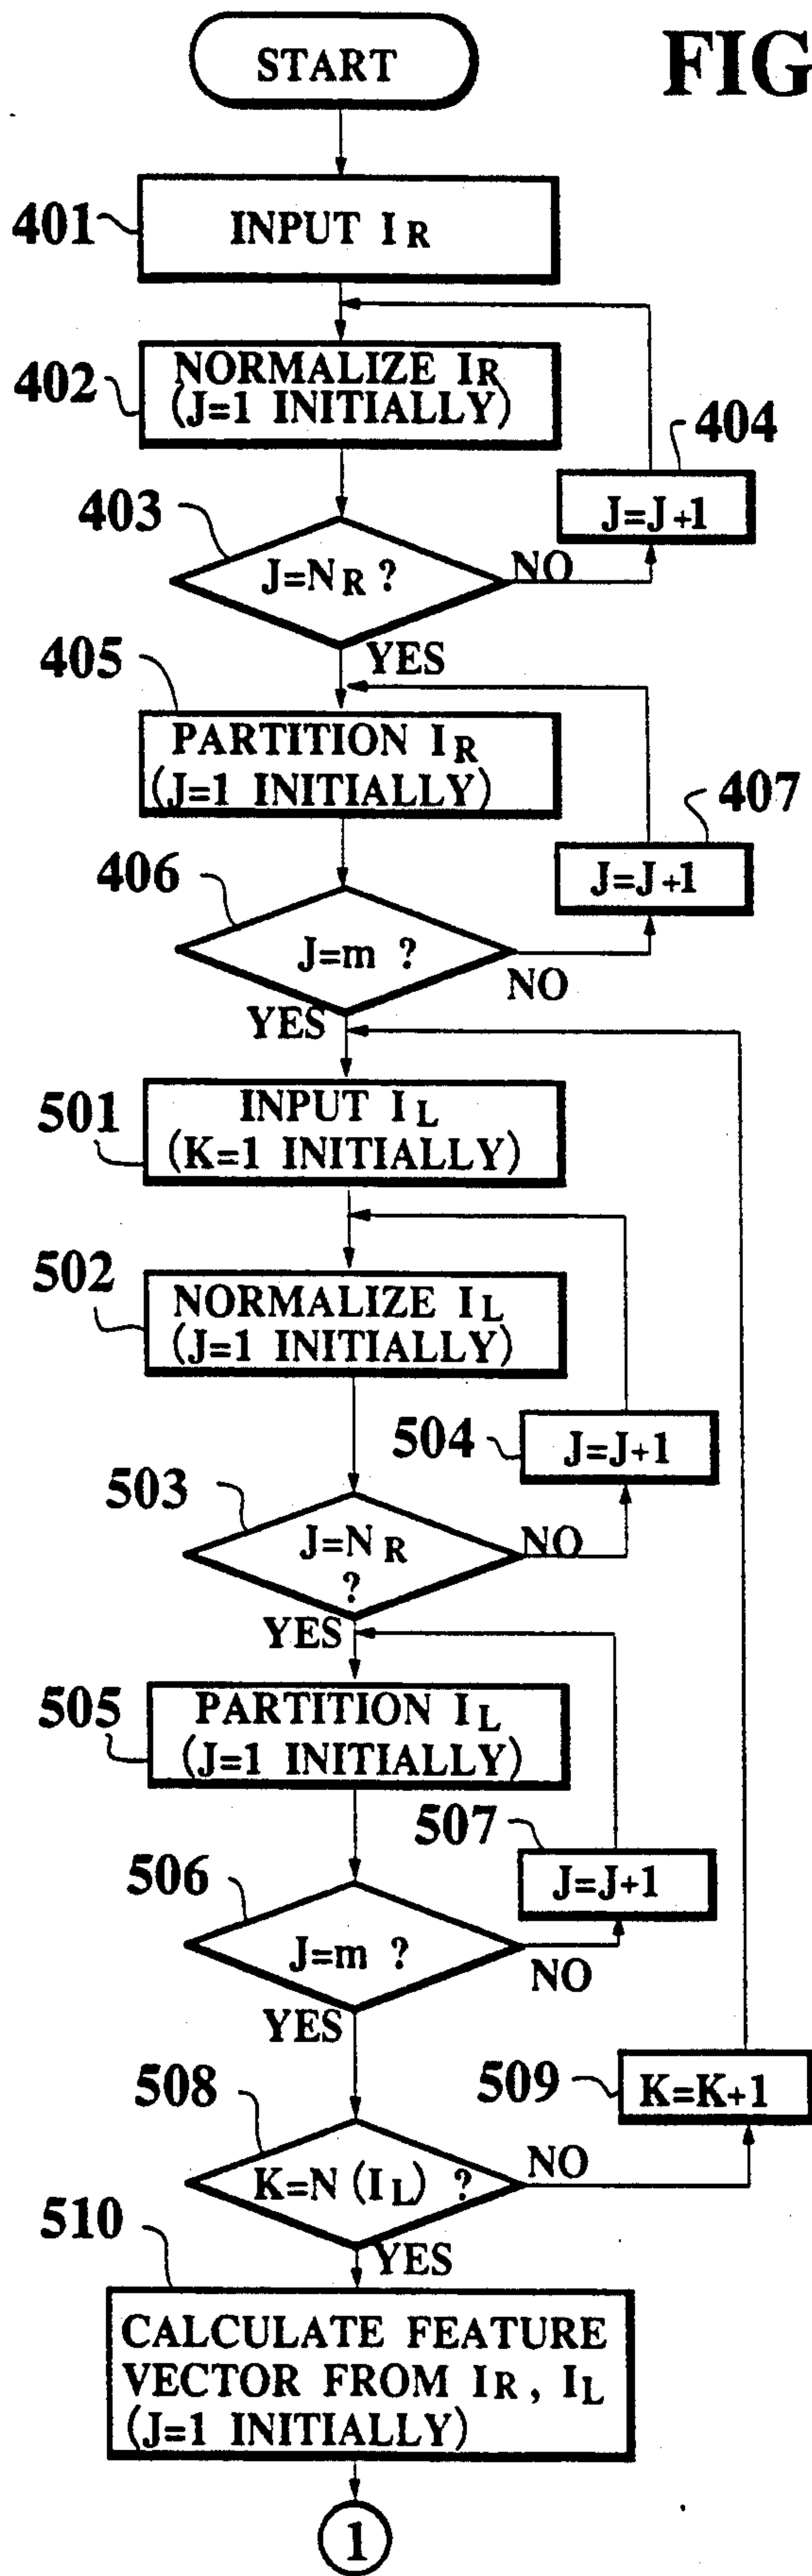 FIG
START
401
INPUT IR
402
NORMALIZE IR
(J=1 INITIALLY)
404
J=J+1
403
J=NR ?
NO
YES
405
PARTITION IR
(J=1 INITIALLY)
407
J=J+1
406
J=m ?
NO
YES
501
INPUT IL
(K=1 INITIALLY)
502
NORMALIZE IL
(J=1 INITIALLY)
504
J=J+1
503
J=NR
?
NO
YES
505
PARTITION IL
(J=1 INITIALLY)
507
J=J+1
506
J=m ?
NO
YES
508
509
K=K+1
K=N(IL) ?
NO
510
YES
CALCULATE FEATURE
VECTOR FROM IR, IL
(J=1 INITIALLY)
1